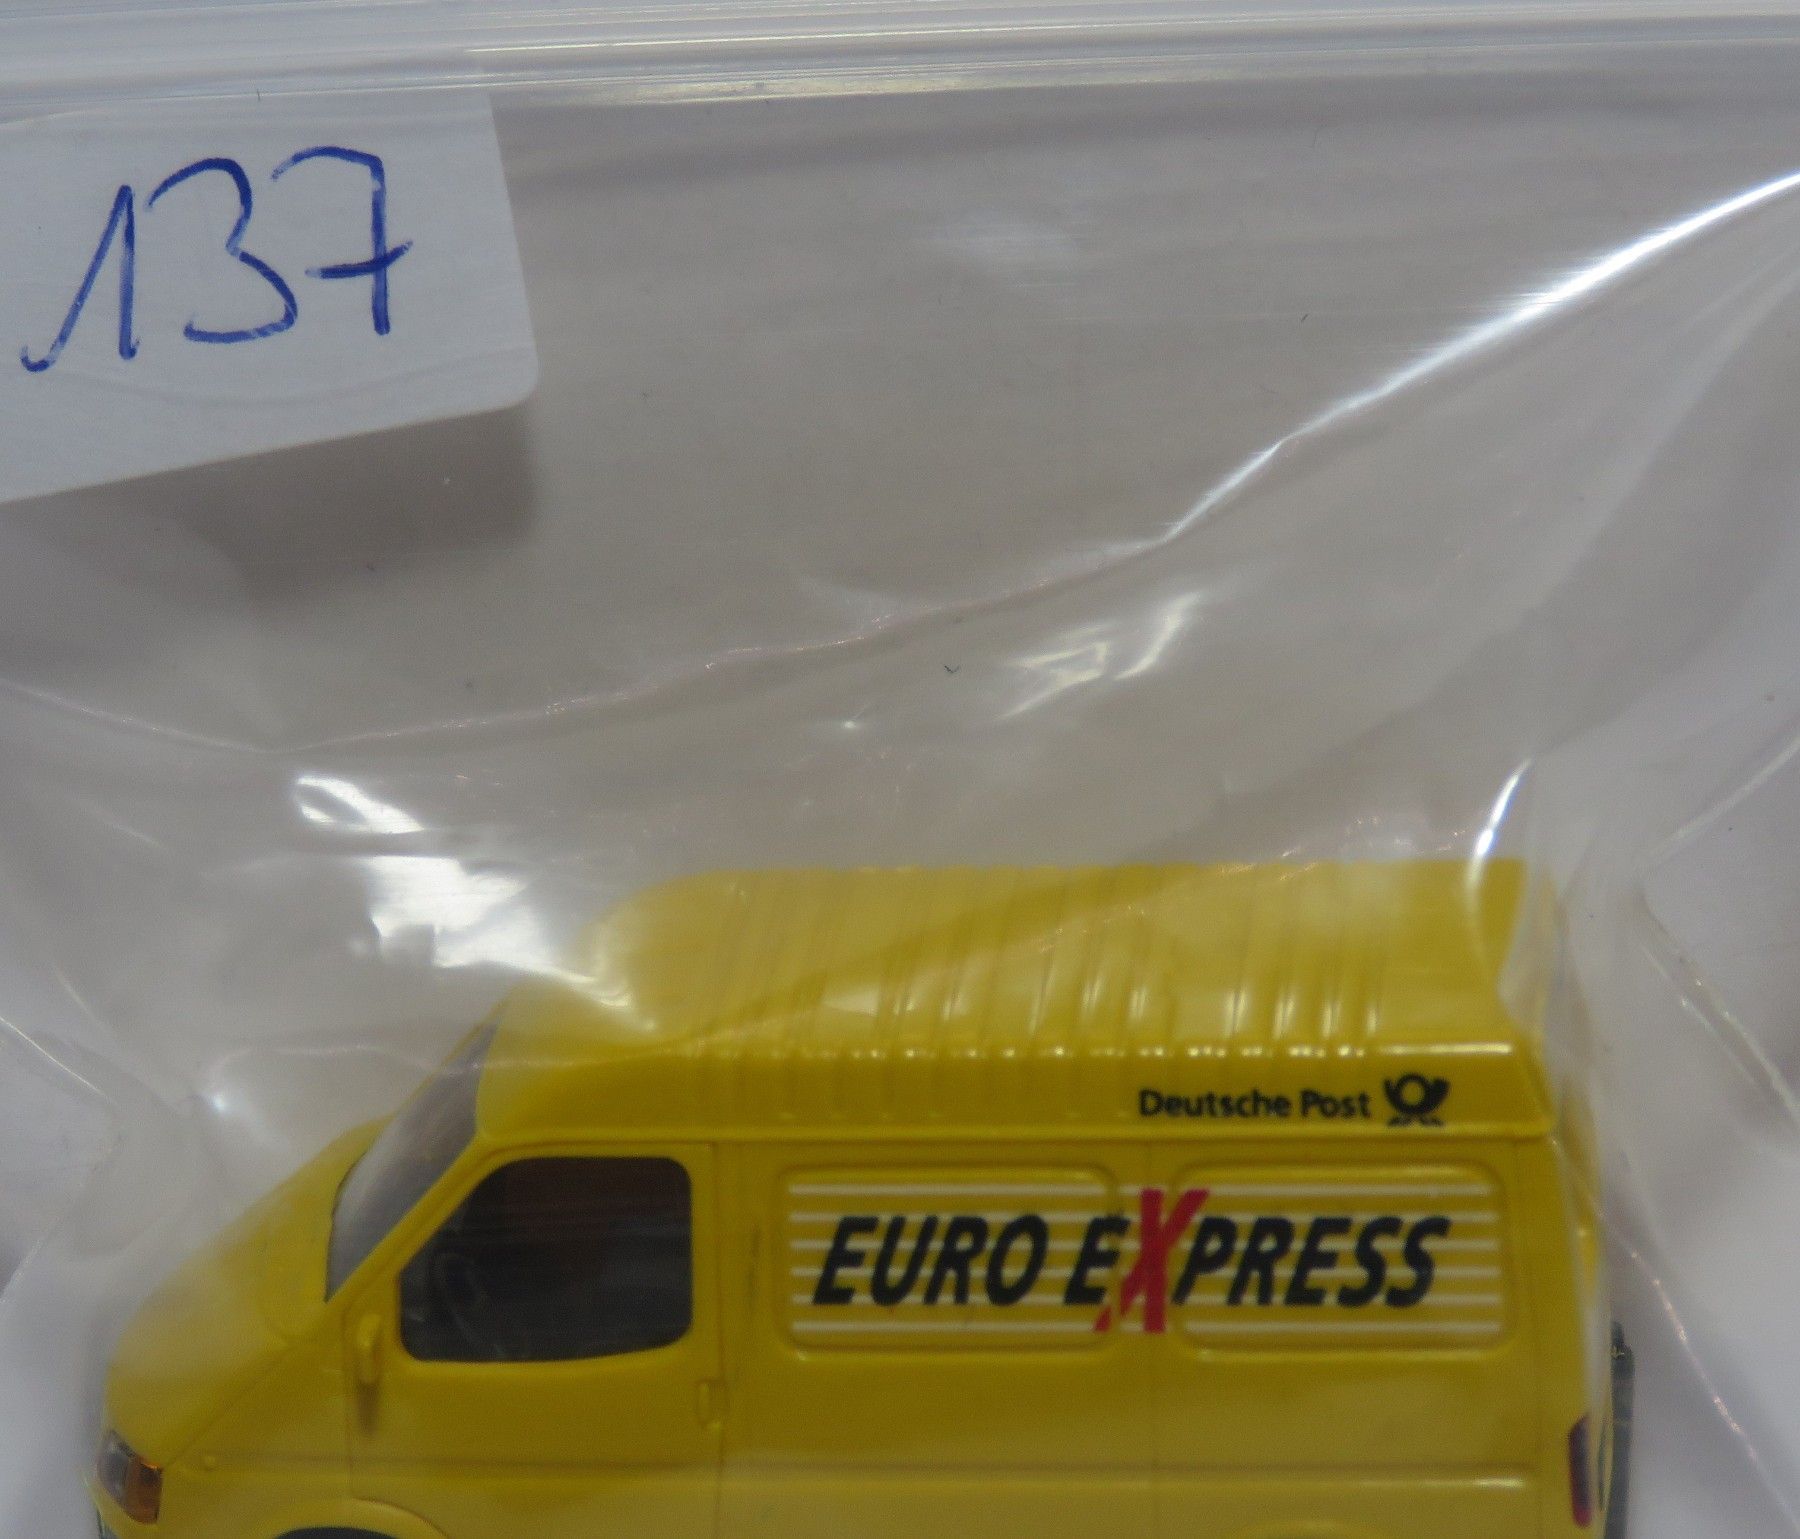 137
Deutsche Post
EURO EXPRESS